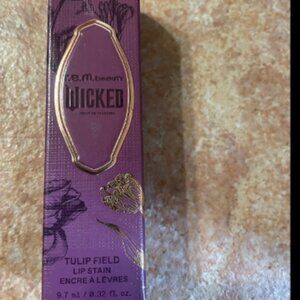 r.e.m.beauty
WICKED
TULIP FIELD
LIP STAIN
ENCRE À LÈVRES
9.7 ml / 0.32 fl. oz.